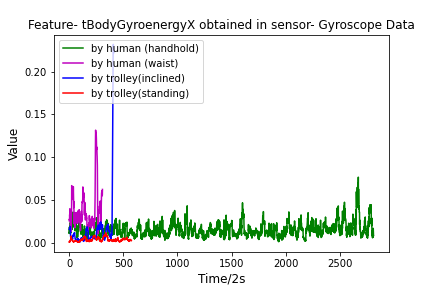 Feature- tBodyGyroenergyX obtained in sensor- Gyroscope Data
by human (handhold)
by human (waist)
by trolley(inclined)
by trolley(standing)
Value
0.20
0.15
0.10
0.05
0.00
0 500 1000 1500 2000 2500
Time/2s